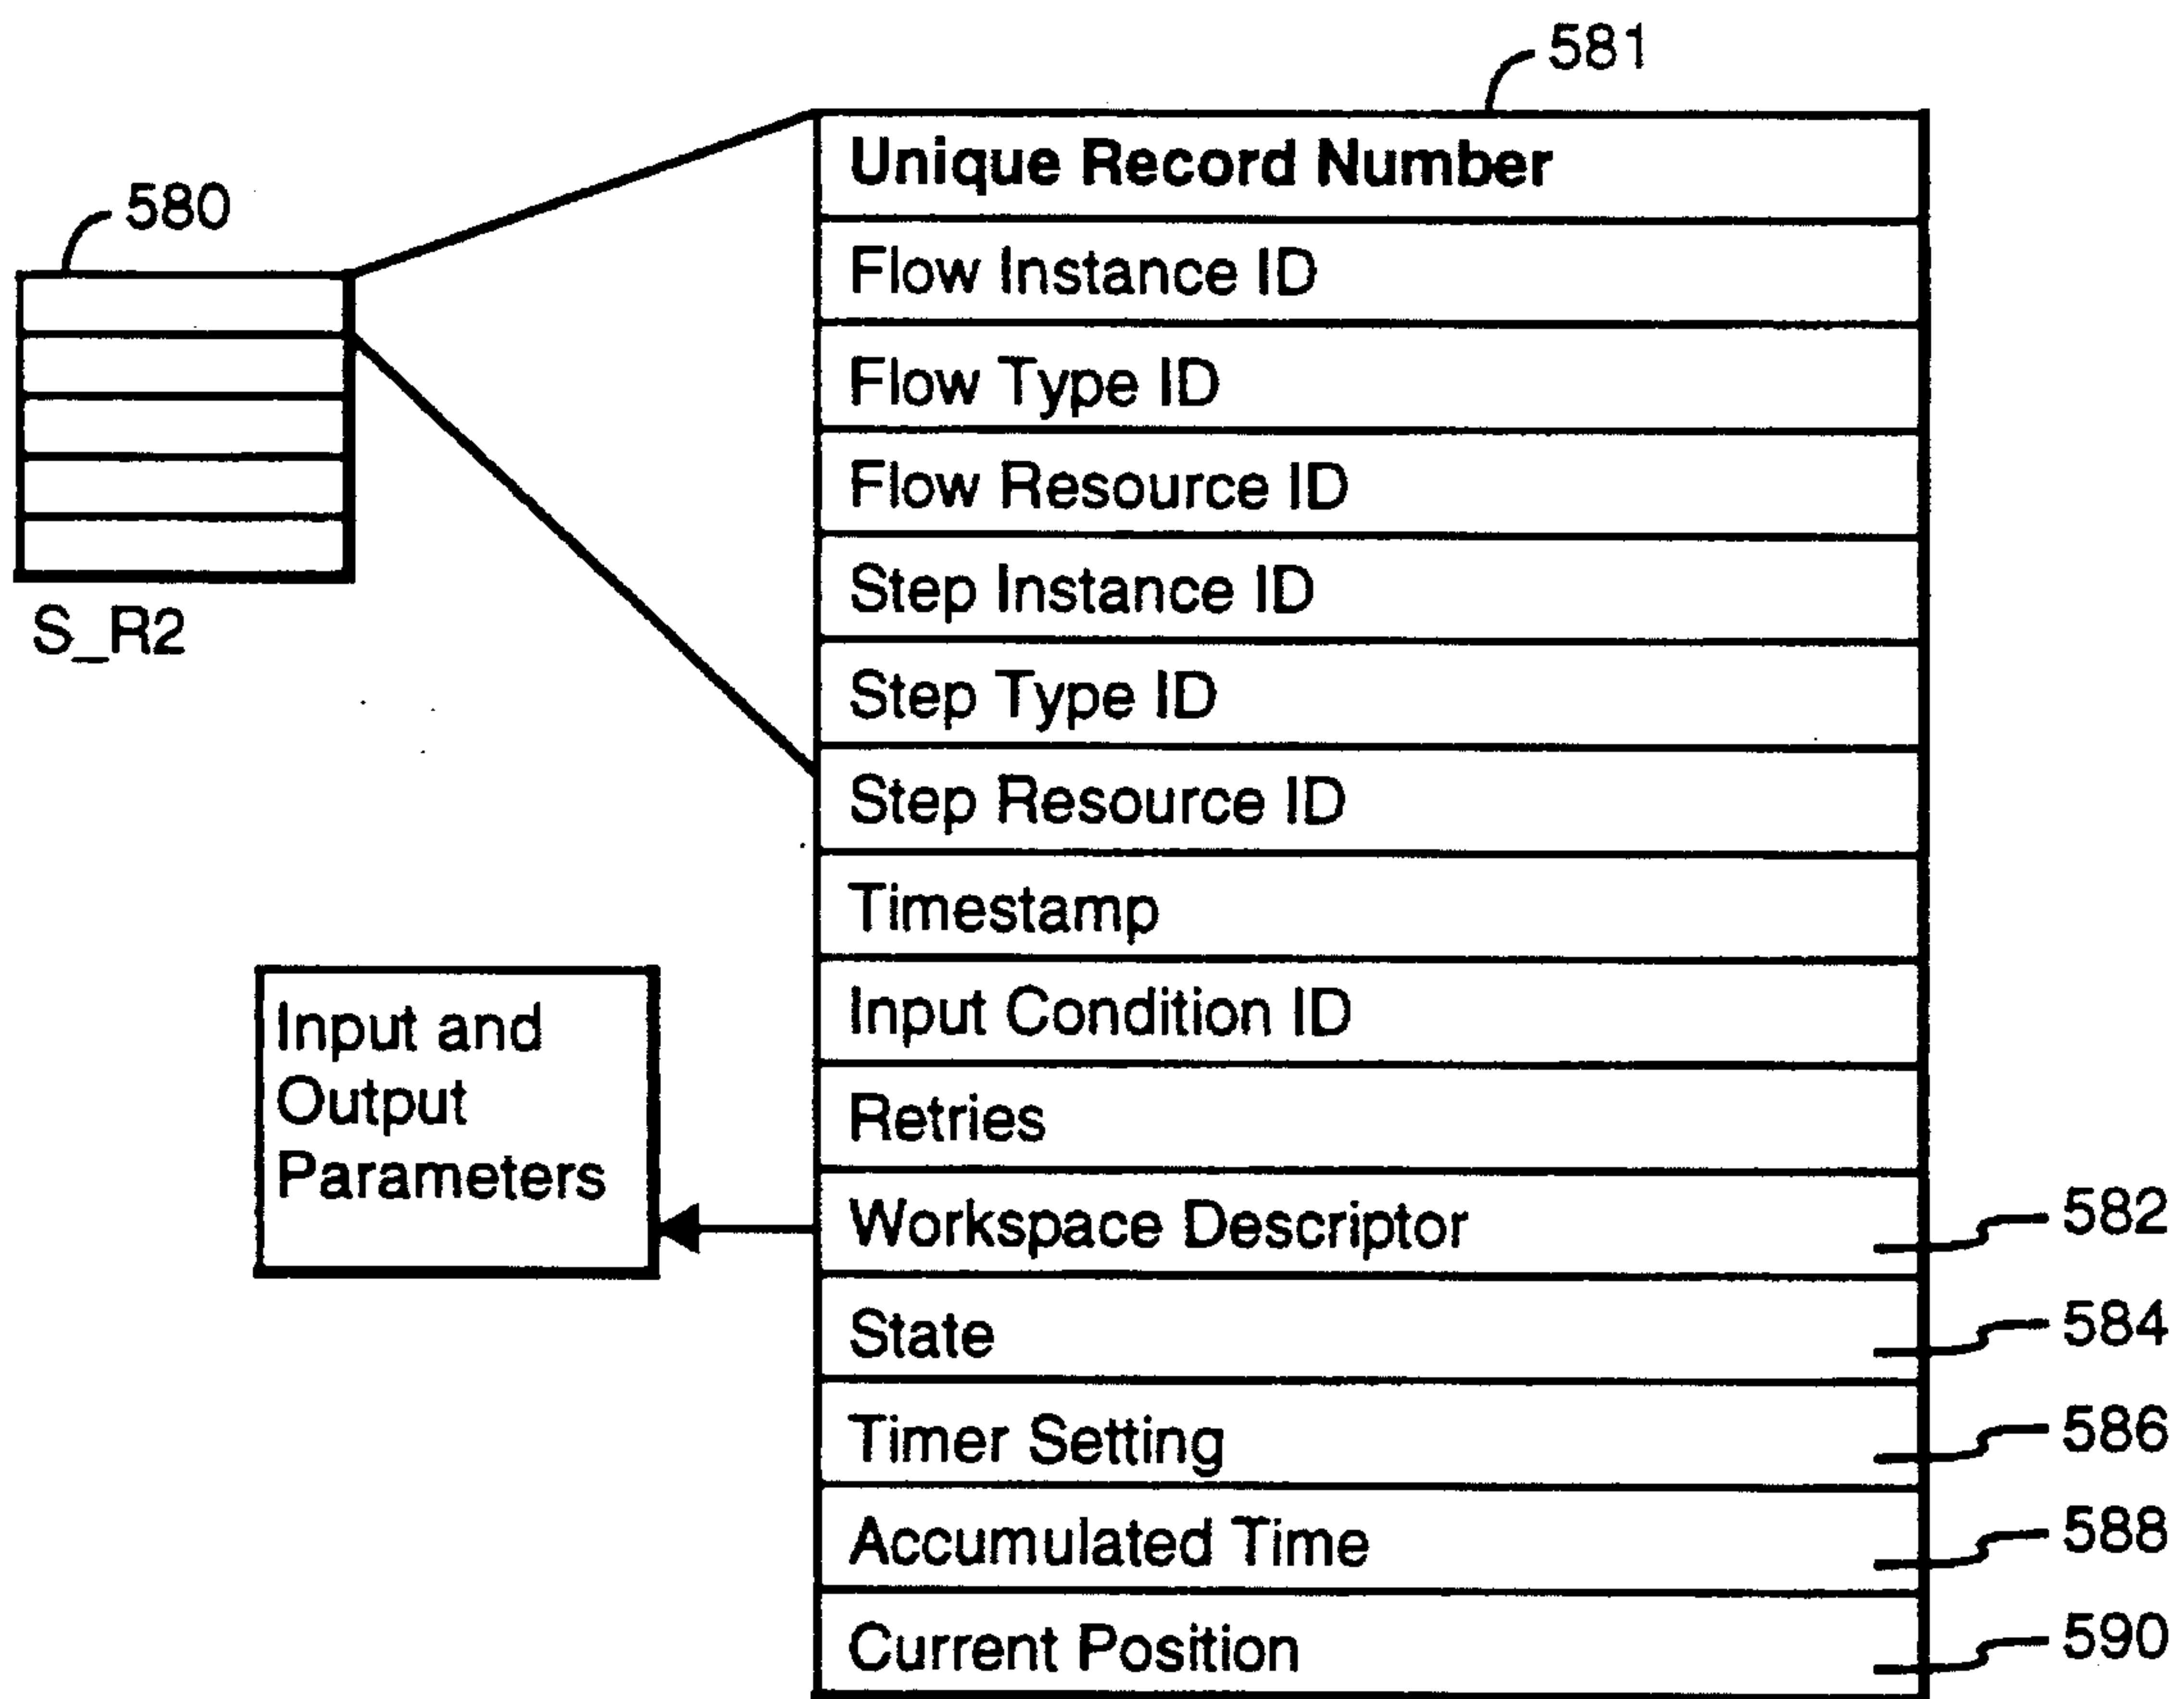 581
Unique Record Number
580
Flow Instance ID
Flow Type ID
Flow Resource ID
Step Instance ID
S_R2
Step Type ID
Step Resource ID
Timestamp
Input Condition ID
Input and
Output
Parameters
Retries
Workspace Descriptor
582
State
584
Timer Setting
586
Accumulated Time
588
Current Position
590